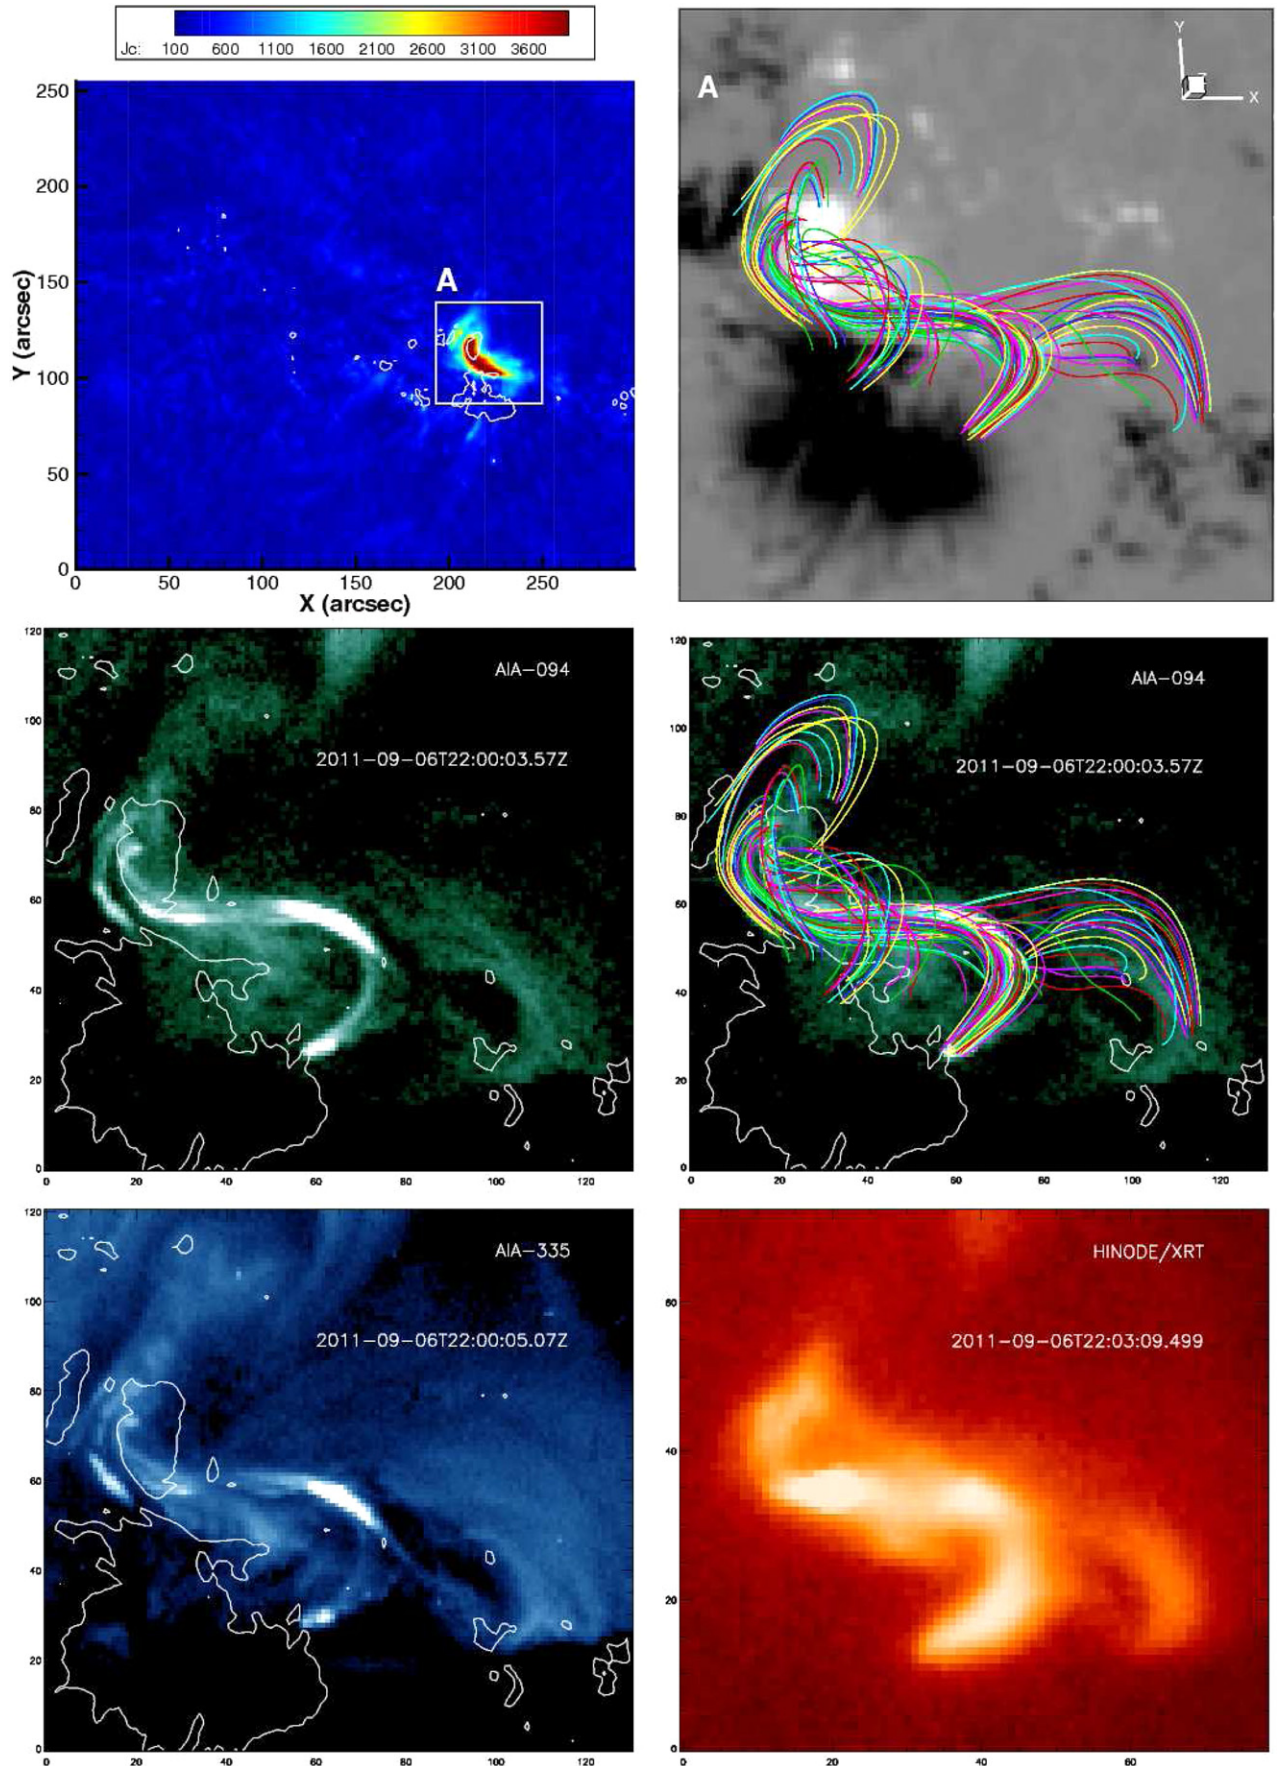 Jc: 100 600 1100 1600 2100 2600 3100 3600
250
200
150
100
50
0
Y (arcsec)
A
0 50 100 150 200 250
X (arcsec)
A
Y
X
120
100
80
60
40
20
0
AIA-094
2011-09-06T22:00:03.57Z
0 20 40 60 80 100 120
120
100
80
60
40
20
0
AIA-094
2011-09-06T22:00:03.57Z
0 20 40 60 80 100 120
120
100
80
60
40
20
0
AIA-335
2011-09-06T22:00:05.07Z
0 20 40 60 80 100 120
60
40
20
0
HINODE/XRT
2011-09-06T22:03:09.499
0 20 40 60